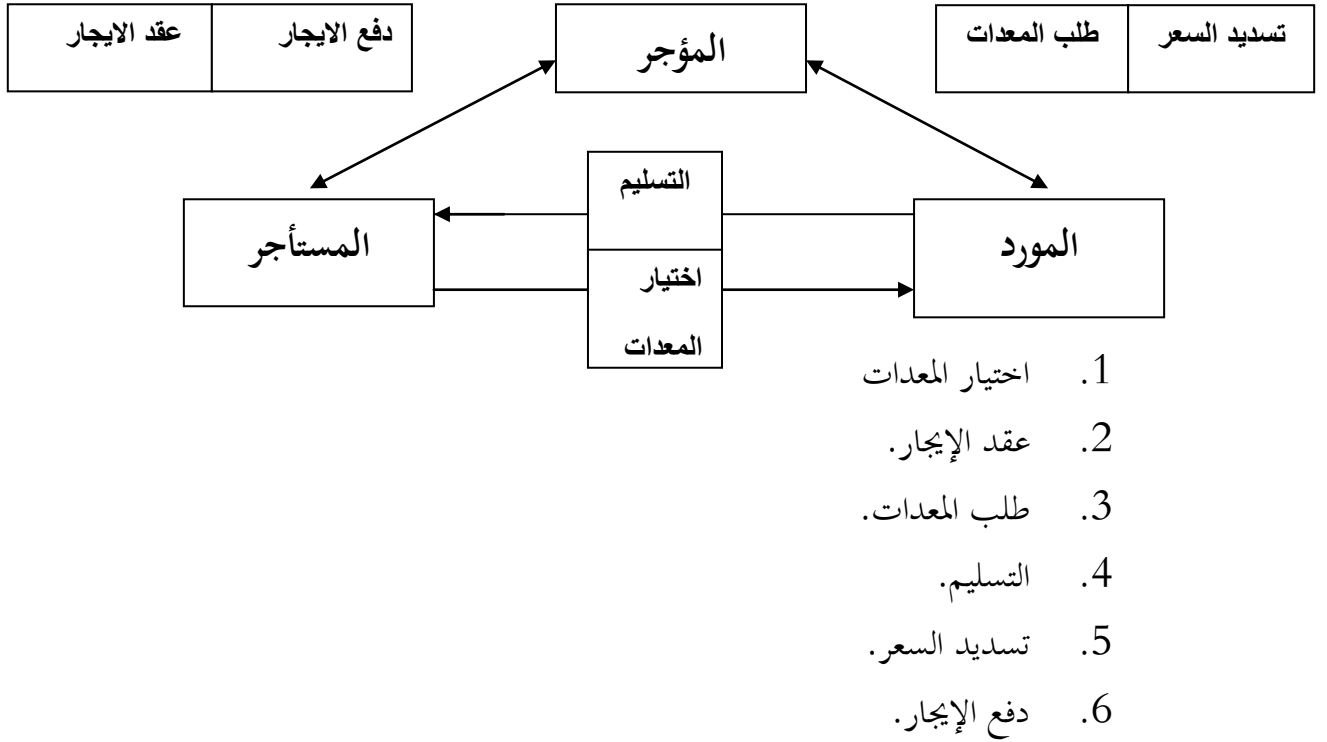 تسديد السعر
طلب المعدات
المؤجر
دفع الايجار
عقد الايجار
التسليم
المورد
المستأجر
اختيار
المعدات
1. اختيار المعدات
2. عقد الإيجار.
3. طلب المعدات.
4. التسليم.
5. تسديد السعر.
6. دفع الإيجار.